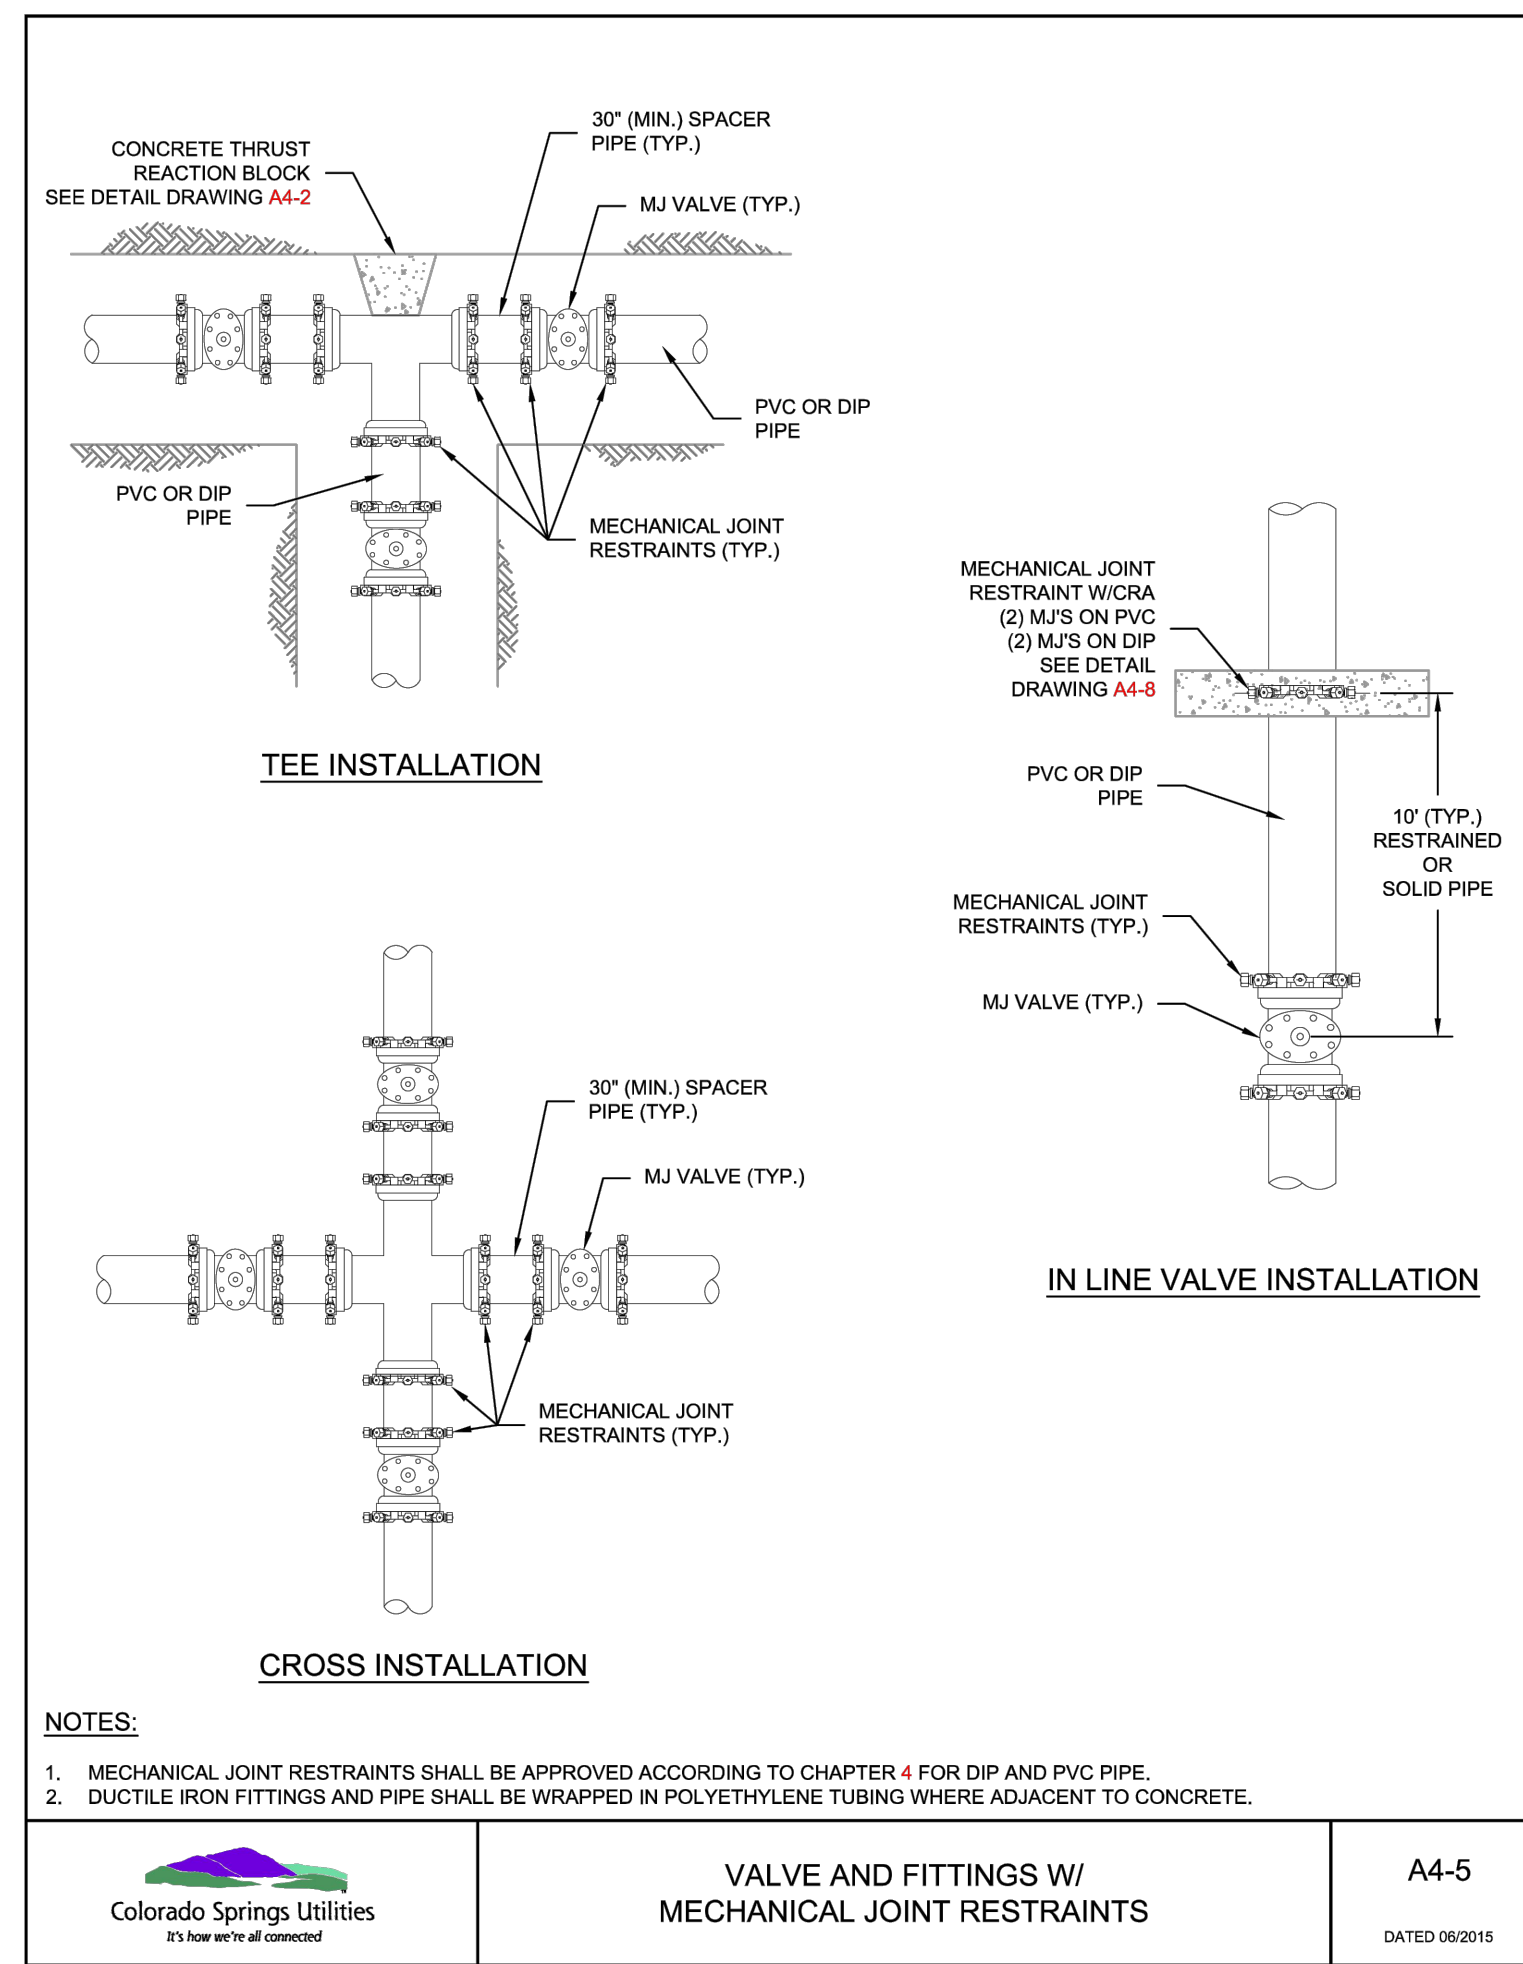 30" (MIN.) SPACER
PIPE (TYP.)
CONCRETE THRUST
REACTION BLOCK
SEE DETAIL DRAWING A4-2
MJ VALVE (TYP.)
PVC OR DIP
PIPE
PVC OR DIP
PIPE
MECHANICAL JOINT
RESTRAINTS (TYP.)
TEE INSTALLATION
MECHANICAL JOINT
RESTRAINT W/CRA
(2) MJ'S ON PVC
(2) MJ'S ON DIP
SEE DETAIL
DRAWING A4-8
PVC OR DIP
PIPE
10' (TYP.)
RESTRAINED
OR
SOLID PIPE
MECHANICAL JOINT
RESTRAINTS (TYP.)
MJ VALVE (TYP.)
IN LINE VALVE INSTALLATION
30" (MIN.) SPACER
PIPE (TYP.)
MJ VALVE (TYP.)
MECHANICAL JOINT
RESTRAINTS (TYP.)
CROSS INSTALLATION
NOTES:
1. MECHANICAL JOINT RESTRAINTS SHALL BE APPROVED ACCORDING TO CHAPTER 4 FOR DIP AND PVC PIPE.
2. DUCTILE IRON FITTINGS AND PIPE SHALL BE WRAPPED IN POLYETHYLENE TUBING WHERE ADJACENT TO CONCRETE.
Colorado Springs Utilities
It's how we're all connected
VALVE AND FITTINGS W/
MECHANICAL JOINT RESTRAINTS
A4-5
DATED 06/2015